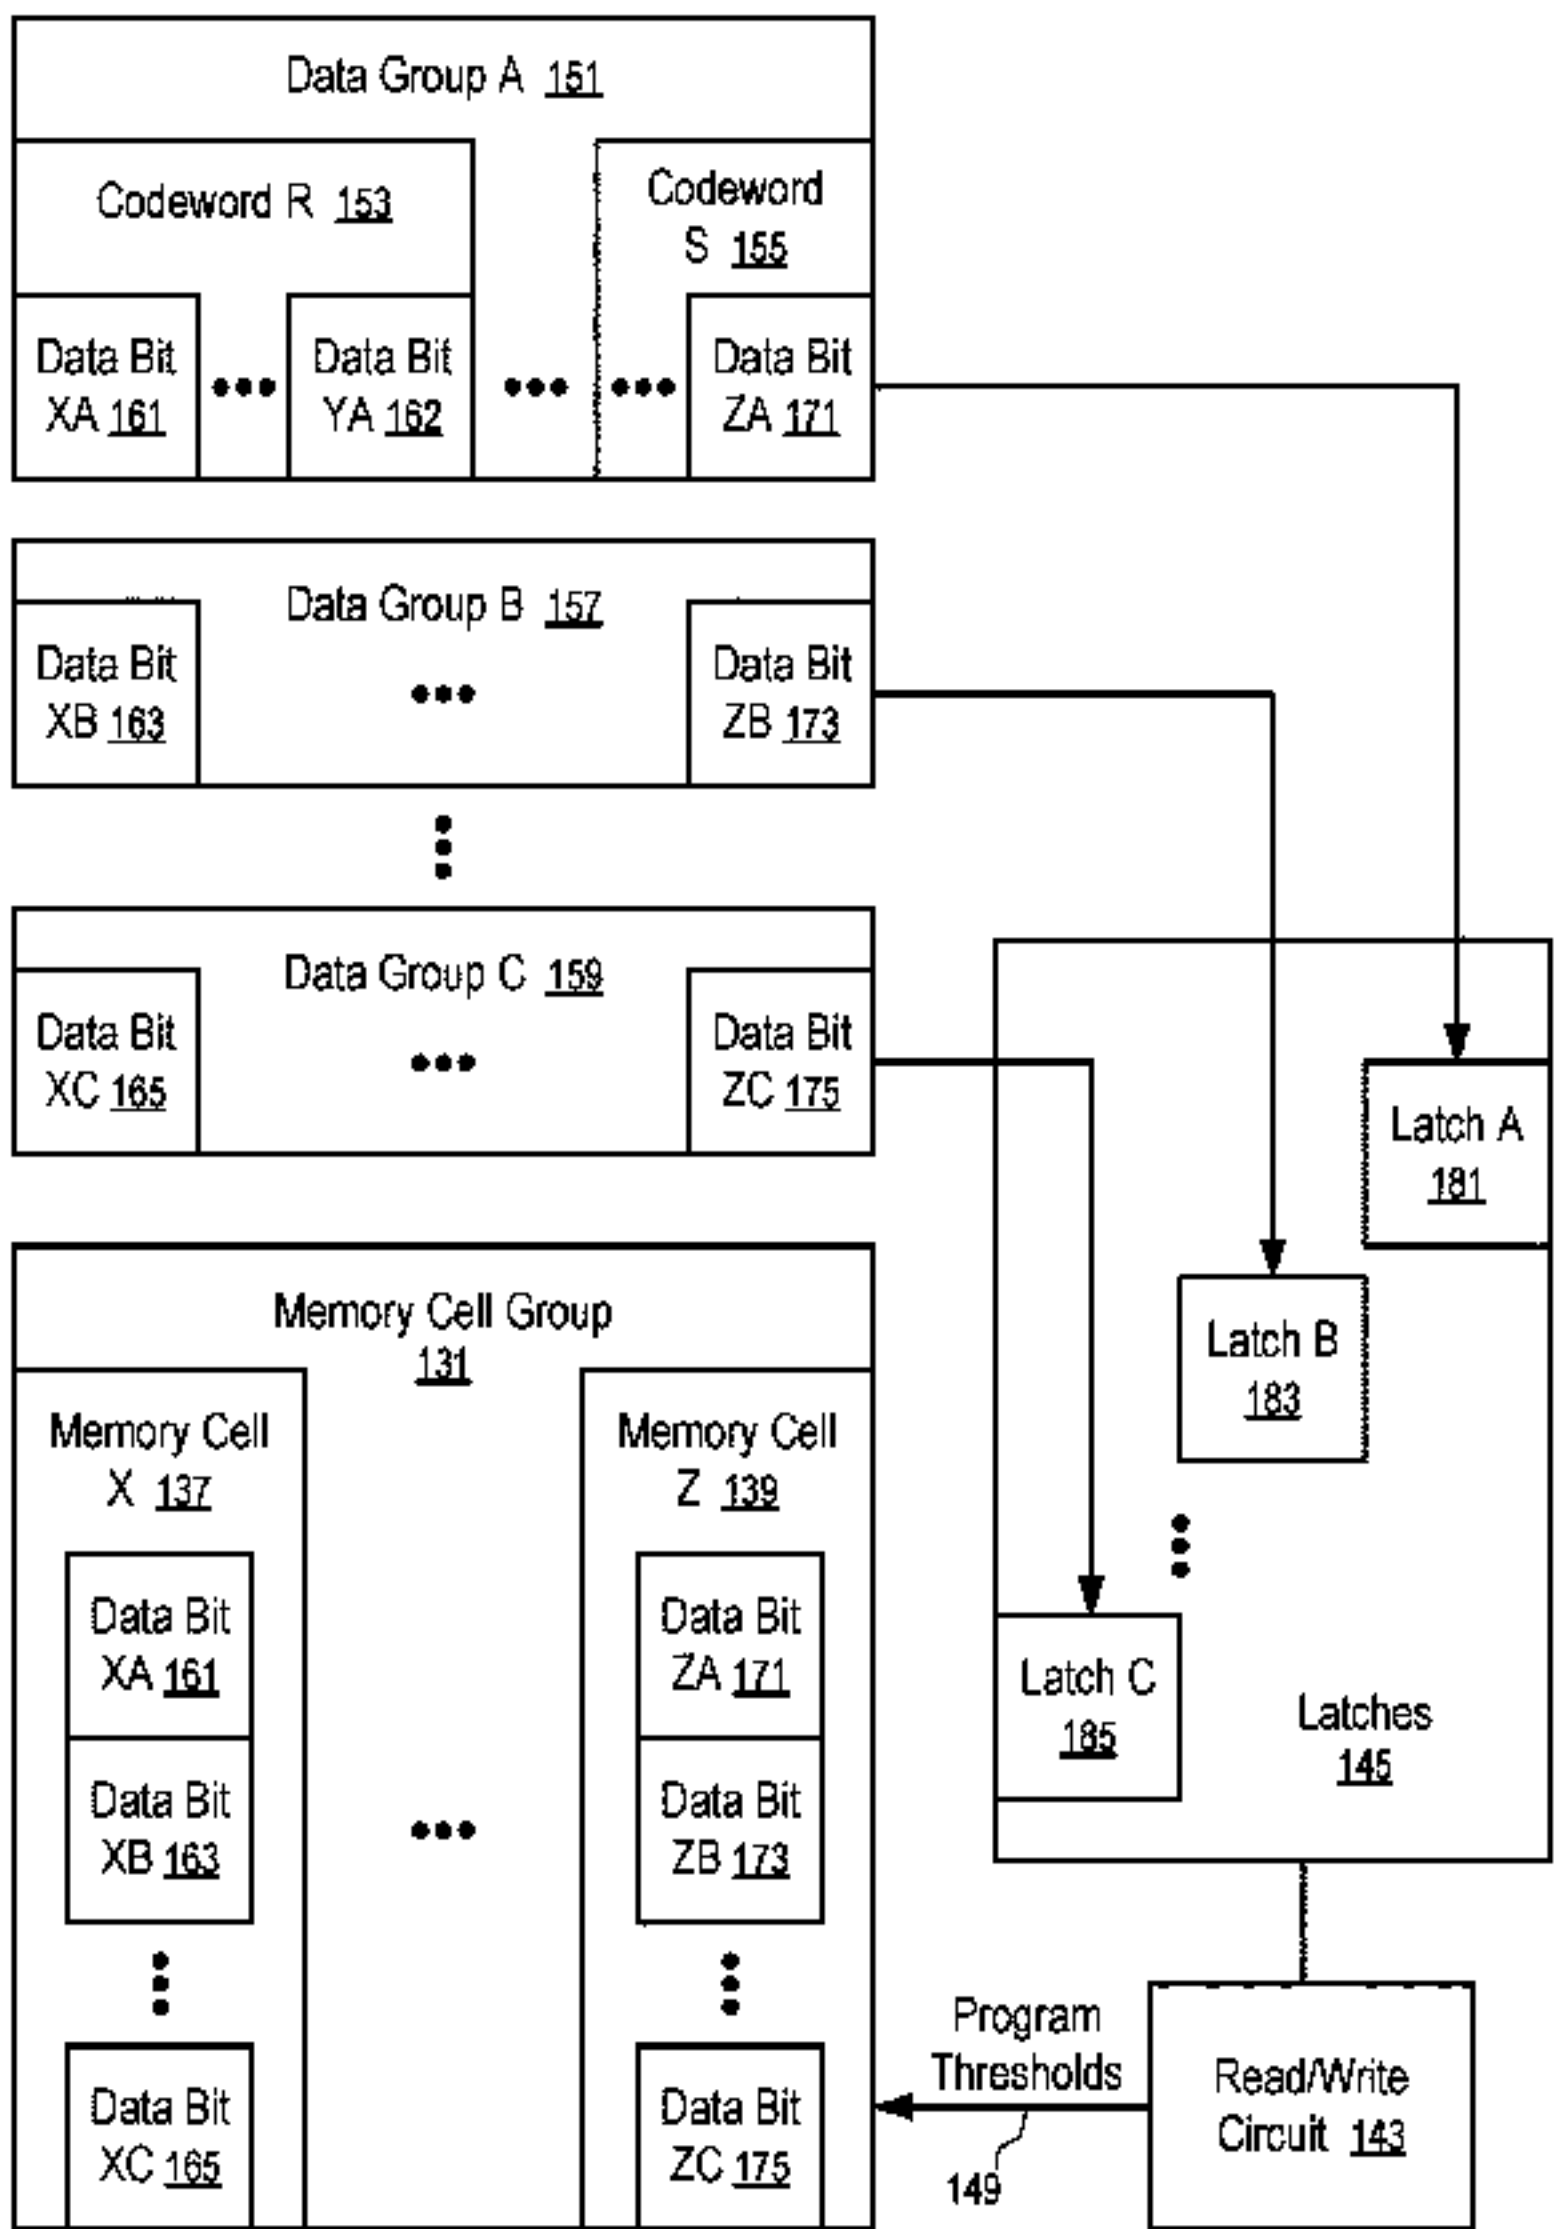 Data Group A 151
Codeword R 153
Codeword
S 155
Data Bit
XA 161
Data Bit
YA 162
Data Bit
ZA 171
Data Group B 157
Data Bit
XB 163
Data Bit
ZB 173
Data Group C 159
Data Bit
XC 165
Data Bit
ZC 175
Latch A
181
Latch B
183
Latch C
185
Latches
145
Memory Cell Group
131
Memory Cell
X 137
Memory Cell
Z 139
Data Bit
XA 161
Data Bit
ZA 171
Data Bit
XB 163
Data Bit
ZB 173
Data Bit
XC 165
Data Bit
ZC 175
Program
Thresholds
149
Read/Write
Circuit 143